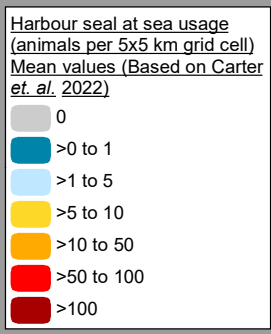 Harbour seal at sea usage
(animals per 5x5 km grid cell)
Mean values (Based on Carter
et. al. 2022)
0
>0 to 1
>1 to 5
>5 to 10
>10 to 50
>50 to 100
>100